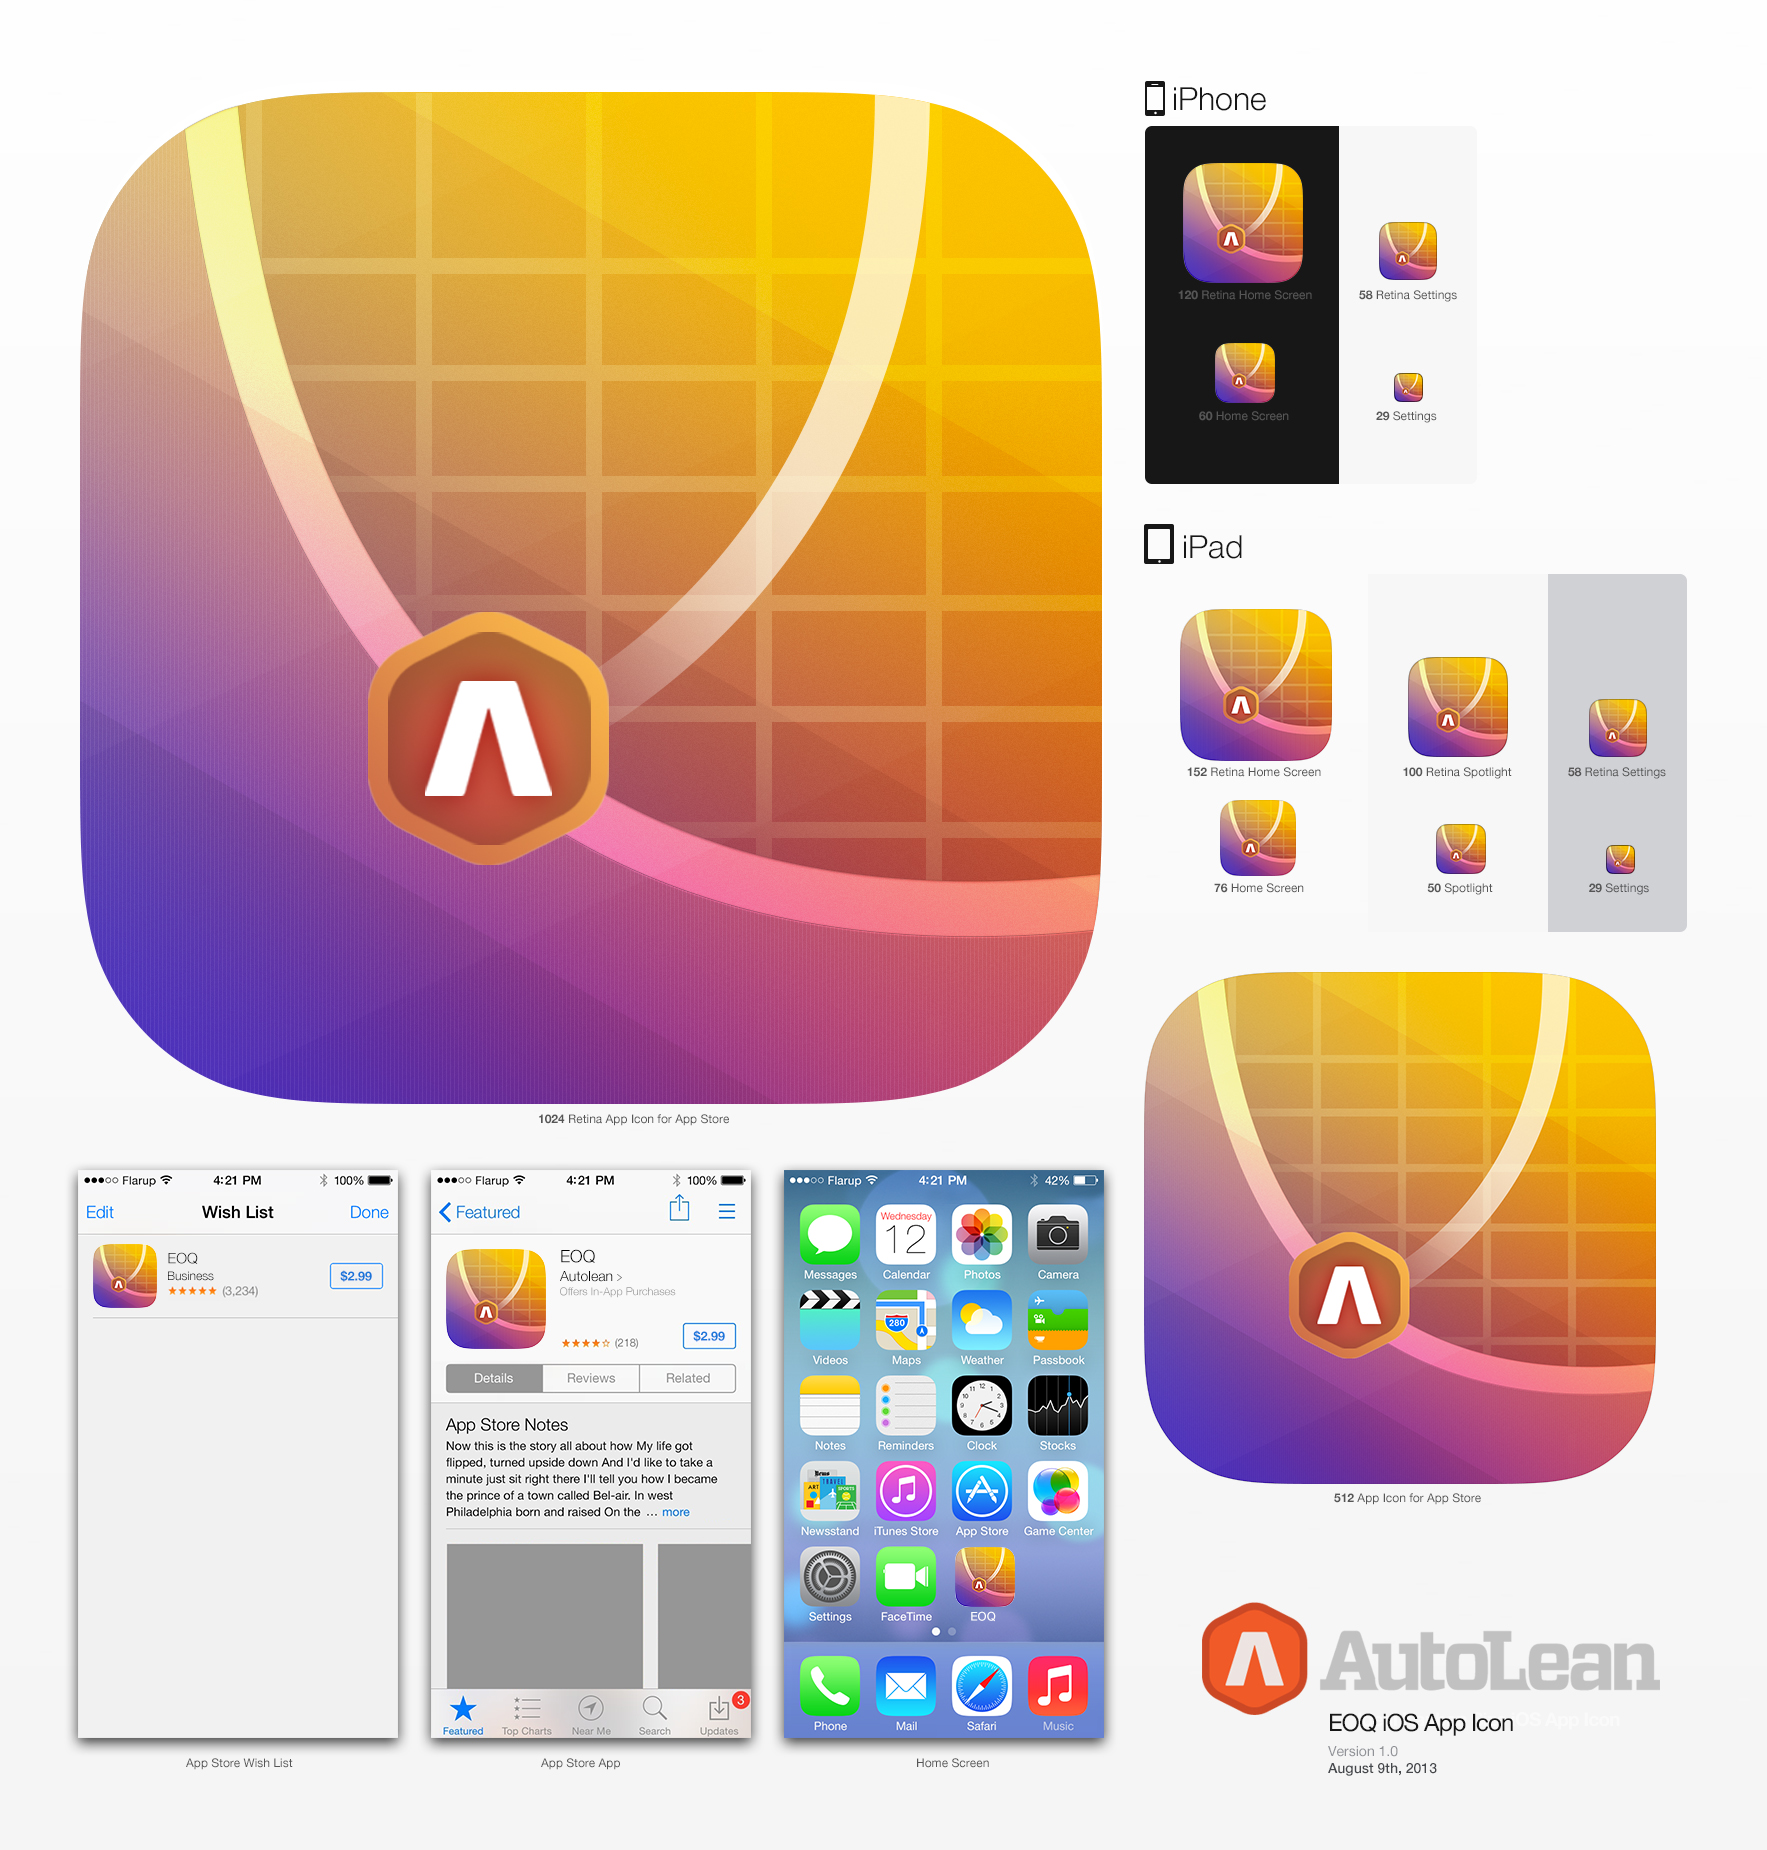 iPhone
120 Retina Home Screen
58 Retina Settings
60 Home Screen
29 Settings
iPad
152 Retina Home Screen
100 Retina Spotlight
58 Retina Settings
76 Home Screen
50 Spotlight
29 Settings
1024 Retina App Icon for App Store
512 App Icon for App Store
Flarup 4:21 PM 100%
Edit Wish List Done
EOQ
Business
(3,234)
$2.99
App Store Wish List
Flarup 4:21 PM 100%
Featured
EOQ
Autolean >
Offers In-App Purchases
(218)
$2.99
Details Reviews Related
App Store Notes
Now this is the story all about how My life got
flipped, turned upside down And I'd like to take a
minute just sit right there I'll tell you how I became
the prince of a town called Bel-air. In west
Philadelphia born and raised On the ... more
3
Featured Top Charts Near Me Search Updates
App Store App
Flarup 4:21 PM 42%
Wednesday
12
Messages Calendar Photos Camera
280
Videos Maps Weather Passbook
Notes Reminders Clock Stocks
News
ART TRAVEL SPORTS
Newsstand iTunes Store App Store Game Center
Settings FaceTime EOQ
Phone Mail Safari Music
Home Screen
AutoLean
EOQ iOS App Icon
OS App Icon
Version 1.0
August 9th, 2013